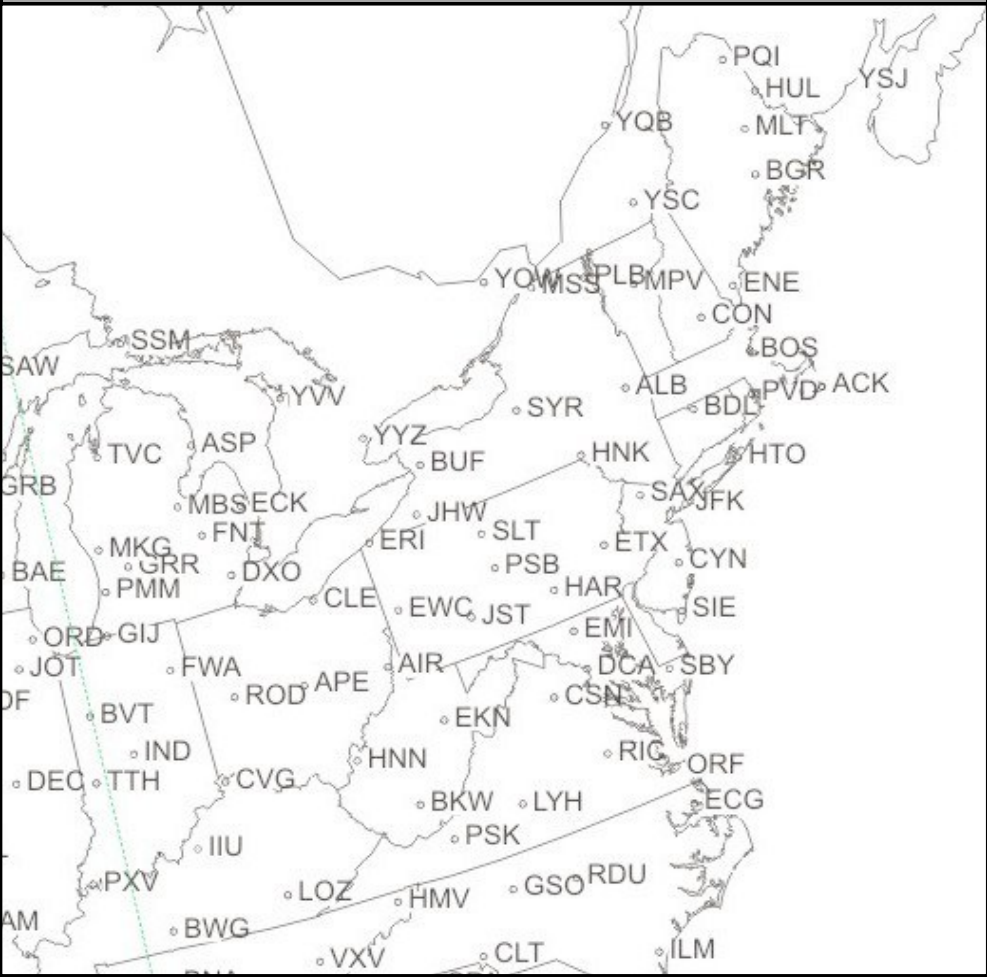 PQI
HUL
YSJ
YQB
MLT
BGR
YSC
YOW
MSS
PLB
MPV
ENE
CON
SSM
BOS
SAW
YVV
ALB
PVD
ACK
SYR
BDL
YYZ
ASP
TVC
BUF
HNK
HTO
GRB
MBS
ECK
SAX
JFK
JHW
FNT
SLT
ERI
ETX
MKG
GRR
PSB
CYN
BAE
DXO
PMM
HAR
CLE
EWC
JST
SIE
EMI
ORD
GIJ
JOT
FWA
AIR
DCA
SBY
OF
ROD
APE
CSN
BVT
EKN
IND
HNN
RIC
ORF
DEC
TTH
CVG
BKW
LYH
ECG
PSK
IIU
PXV
LOZ
HMV
GSO
RDU
AM
BWG
VXV
CLT
ILM